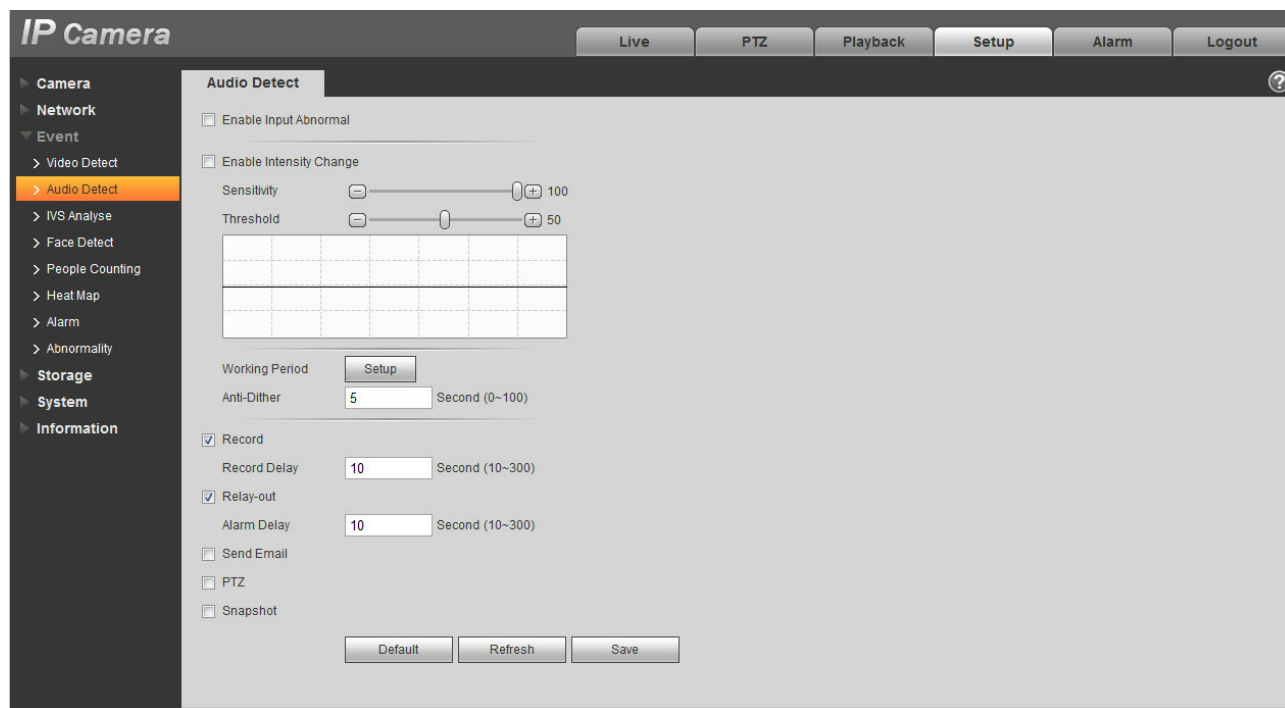 IP Camera
Live PTZ Playback Setup Alarm Logout
Camera
Network
Event
Video Detect
Audio Detect
IVS Analyse
Face Detect
People Counting
Heat Map
Alarm
Abnormality
Storage
System
Information
Audio Detect
?
Enable Input Abnormal
Enable Intensity Change
Sensitivity 100
Threshold 50
Working Period Setup
Anti-Dither 5 Second (0~100)
Record
Record Delay 10 Second (10~300)
Relay-out
Alarm Delay 10 Second (10~300)
Send Email
PTZ
Snapshot
Default Refresh Save